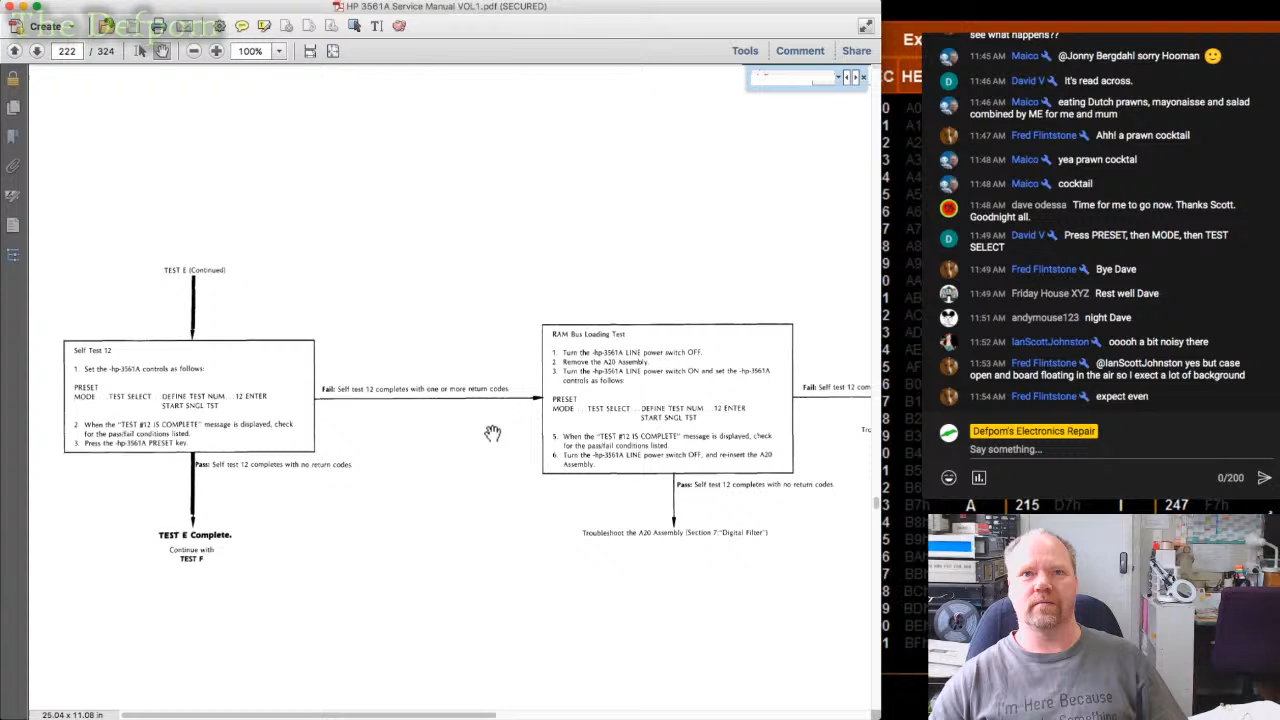 HP 3561A Service Manual VOL1.pdf (SECURED)
The Defpom
Create
222 / 324
100%
Tools
Comment
Share
TEST E (Continued)
Self Test 12
1. Set the -hp-3561A controls as follows:
PRESET
MODE ... TEST SELECT ... DEFINE TEST NUM ... 12 ENTER
START SNGL TST
2. When the "TEST #12 IS COMPLETE" message is displayed, check
for the pass/fail conditions listed.
3. Press the -hp-3561A PRESET key.
Fail: Self test 12 completes with one or more return codes.
Pass: Self test 12 completes with no return codes.
TEST E Complete.
Continue with
TEST F
RAM Bus Loading Test
1. Turn the -hp-3561A LINE power switch OFF.
2. Remove the A20 Assembly.
3. Turn the -hp-3561A LINE power switch ON and set the -hp-3561A
controls as follows:
PRESET
MODE ... TEST SELECT ... DEFINE TEST NUM ... 12 ENTER
START SNGL TST
5. When the "TEST #12 IS COMPLETE" message is displayed, check
for the pass/fail conditions listed.
6. Turn the -hp-3561A LINE power switch OFF, and re-insert the A20
Assembly.
Fail: Self test 12 com
Pass: Self test 12 completes with no return codes.
Troubleshoot the A20 Assembly (Section 7:"Digital Filter")
25.04 x 11.08 in
Ex
see what happens??
11:45 AM Maico @Jonny Bergdahl sorry Hooman
11:46 AM David V It's read across.
11:46 AM Maico eating Dutch prawns, mayonaisse and salad
combined by ME for me and mum
11:47 AM Fred Flintstone Ahh! a prawn cocktail
11:48 AM Maico yea prawn cocktal
11:48 AM Maico cocktail
11:48 AM dave odessa Time for me to go now. Thanks Scott.
Goodnight all.
11:49 AM David V Press PRESET, then MODE, then TEST
SELECT
11:49 AM Fred Flintstone Bye Dave
11:49 AM Friday House XYZ Rest well Dave
11:51 AM andymouse123 night Dave
11:52 AM IanScottJohnston oooch a bit noisy there
11:53 AM Fred Flintstone @IanScottJohnston yes but case
open and board floating in the air so I exect a lot of background
11:54 AM Fred Flintstone expect even
Defpom's Electronics Repair
Say something...
0/200
A 215 D7h I 247 F7h
I'm Here Because